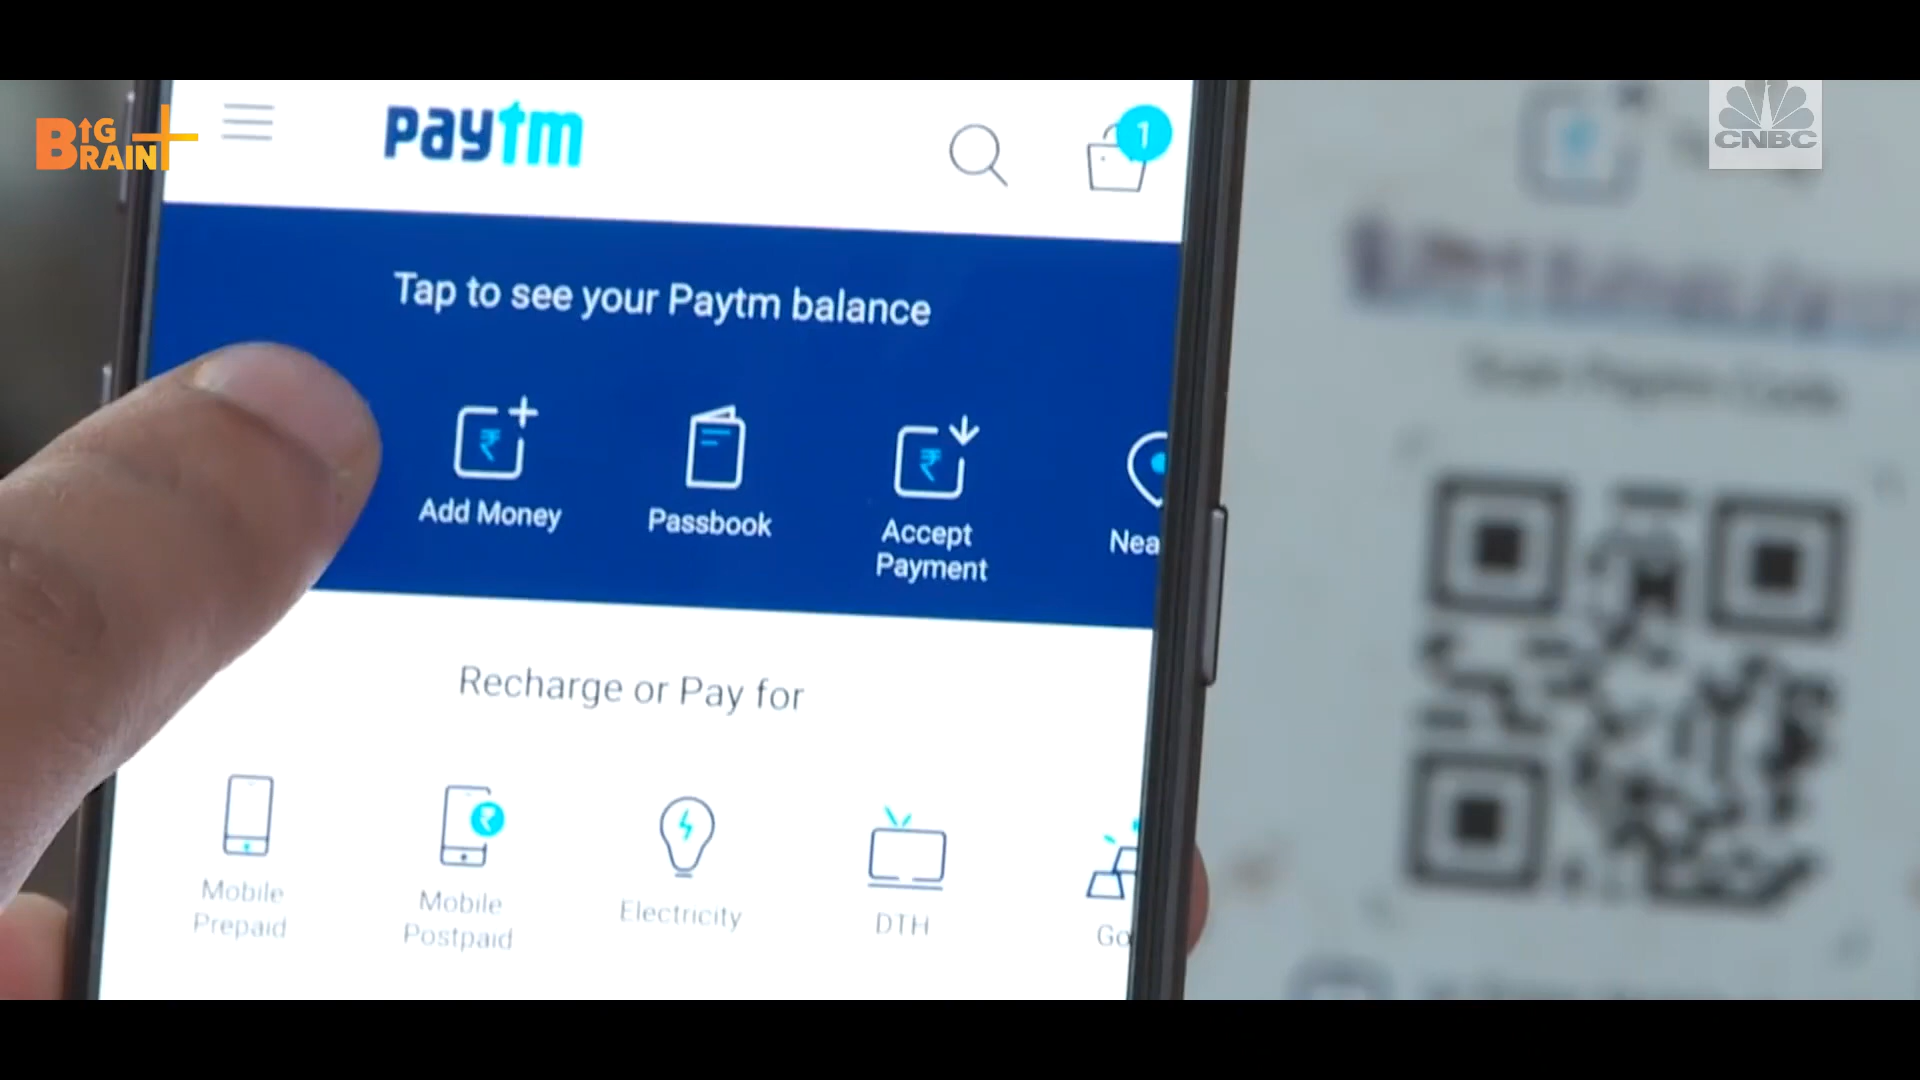 BIG
BRAIN+
paytm
1
CNBC
Tap to see your Paytm balance
Add Money
Passbook
Accept
Payment
Nea
Recharge or Pay for
Mobile
Prepaid
Mobile
Postpaid
Electricity
DTH
Go